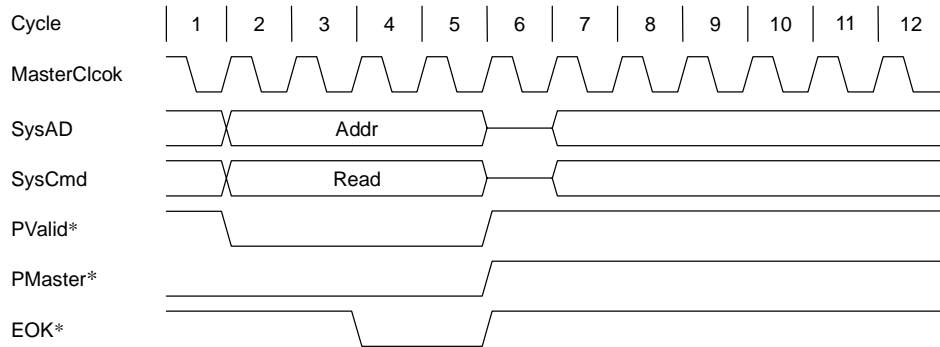 Cycle 1 2 3 4 5 6 7 8 9 10 11 12
MasterClcok
SysAD Addr
SysCmd Read
PValid*
PMaster*
EOK*